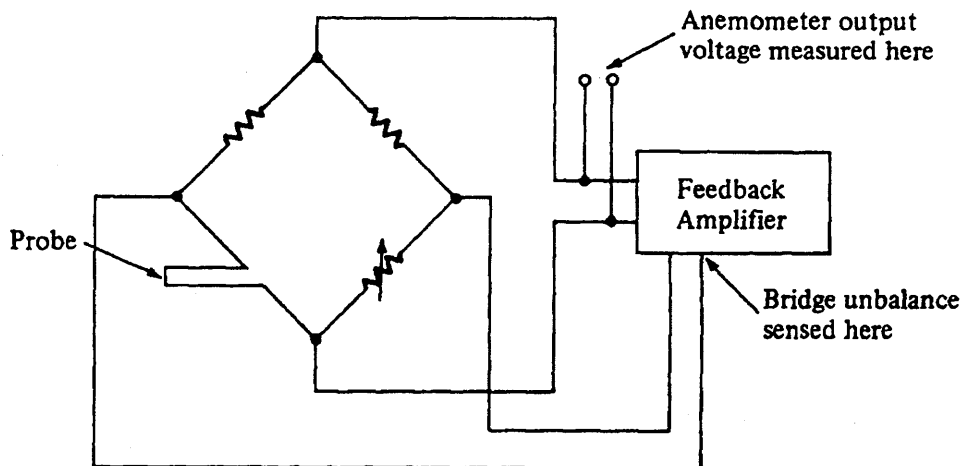 Anemometer output
voltage measured here
Feedback
Amplifier
Probe
Bridge unbalance
sensed here